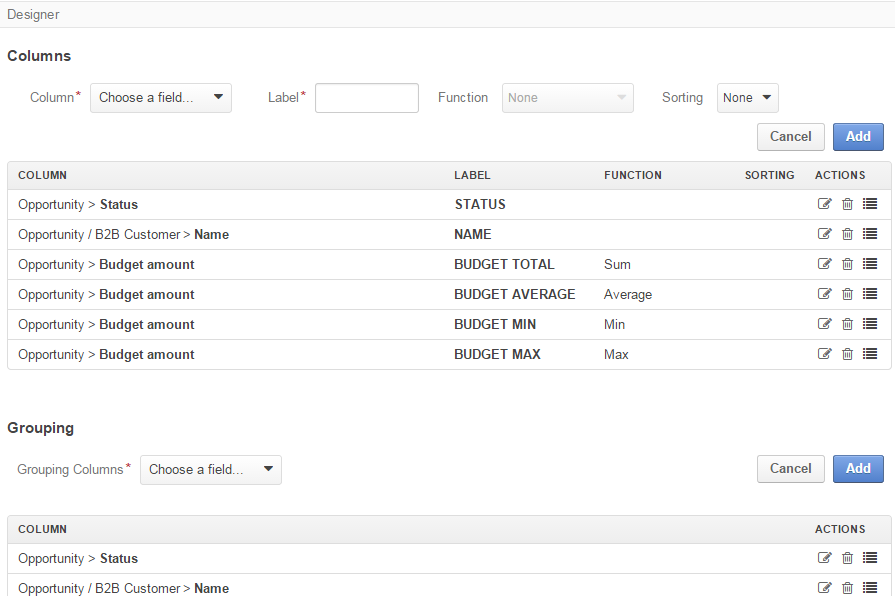 Designer
Columns
Column* Choose a field... Label* Function None Sorting None
Cancel Add
COLUMN LABEL FUNCTION SORTING ACTIONS
Opportunity > Status STATUS
Opportunity / B2B Customer > Name NAME
Opportunity > Budget amount BUDGET TOTAL Sum
Opportunity > Budget amount BUDGET AVERAGE Average
Opportunity > Budget amount BUDGET MIN Min
Opportunity > Budget amount BUDGET MAX Max
Grouping
Grouping Columns* Choose a field... Cancel Add
COLUMN ACTIONS
Opportunity > Status
Opportunity / B2B Customer > Name